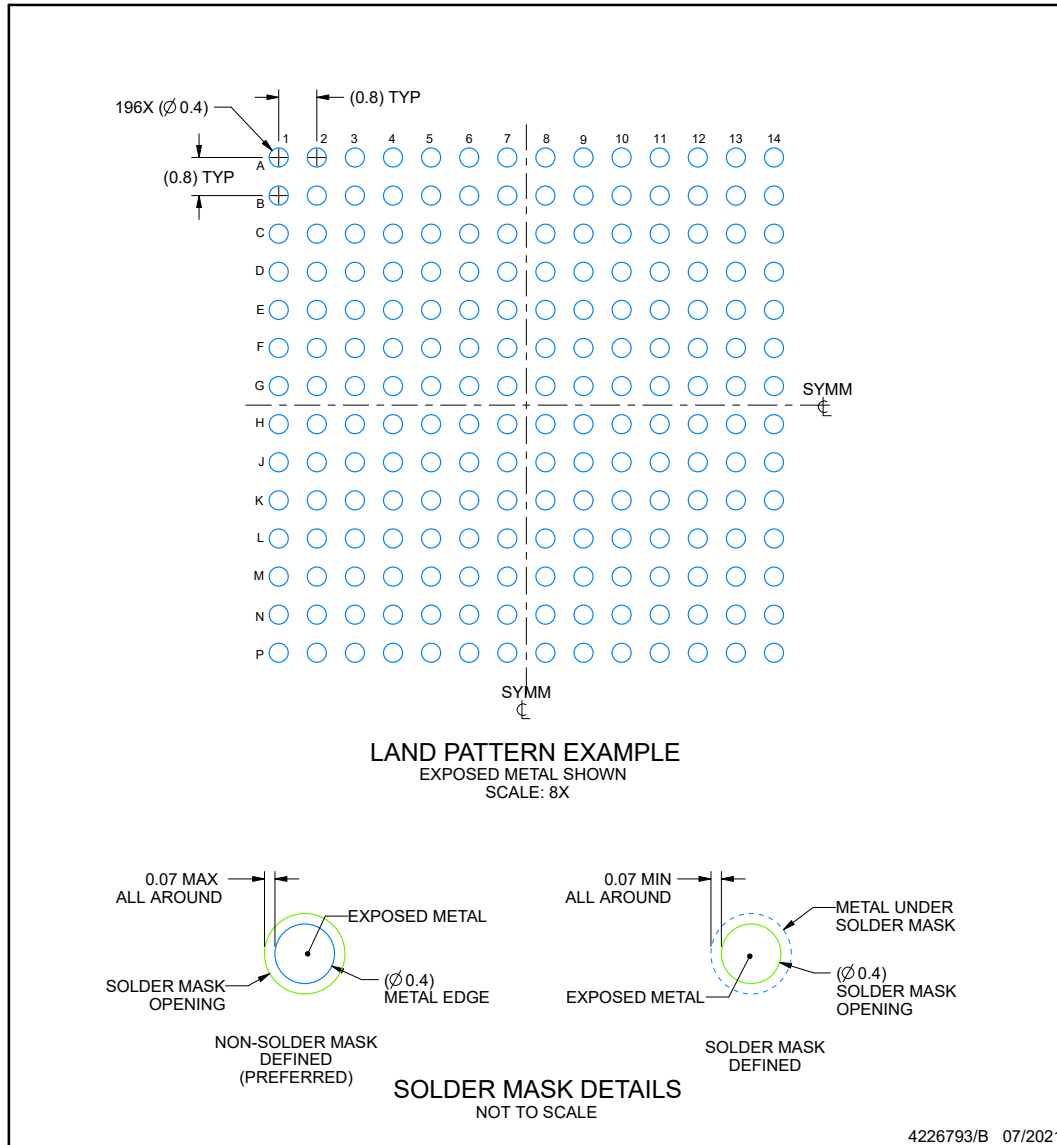 196X (∅ 0.4)
(0.8) TYP
1 2 3 4 5 6 7 8 9 10 11 12 13 14
A
(0.8) TYP
B
C
D
E
F
G
SYMM
℄
H
J
K
L
M
N
P
SYMM
℄
LAND PATTERN EXAMPLE
EXPOSED METAL SHOWN
SCALE: 8X
0.07 MAX
ALL AROUND
EXPOSED METAL
SOLDER MASK
OPENING
(∅ 0.4)
METAL EDGE
NON-SOLDER MASK
DEFINED
(PREFERRED)
0.07 MIN
ALL AROUND
METAL UNDER
SOLDER MASK
EXPOSED METAL
(∅ 0.4)
SOLDER MASK
OPENING
SOLDER MASK
DEFINED
SOLDER MASK DETAILS
NOT TO SCALE
4226793/B 07/2021